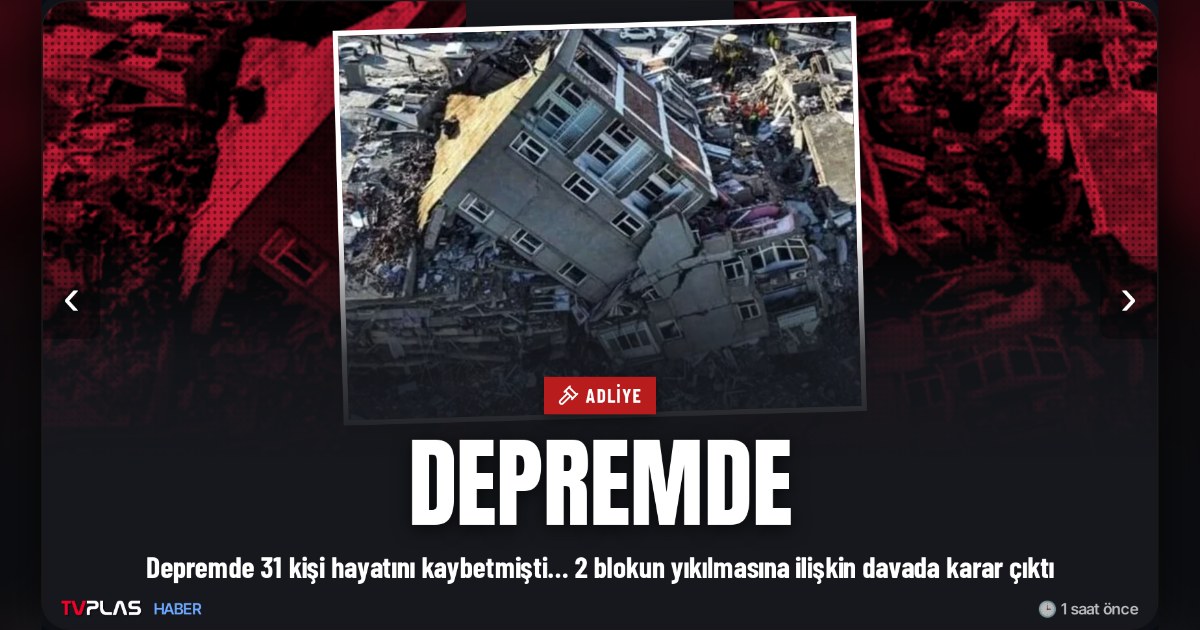 ADLİYE
DEPREMDE
Depremde 31 kişi hayatını kaybetmişti... 2 blokun yıkılmasına ilişkin davada karar çıktı
TVPLAS HABER
1 saat önce